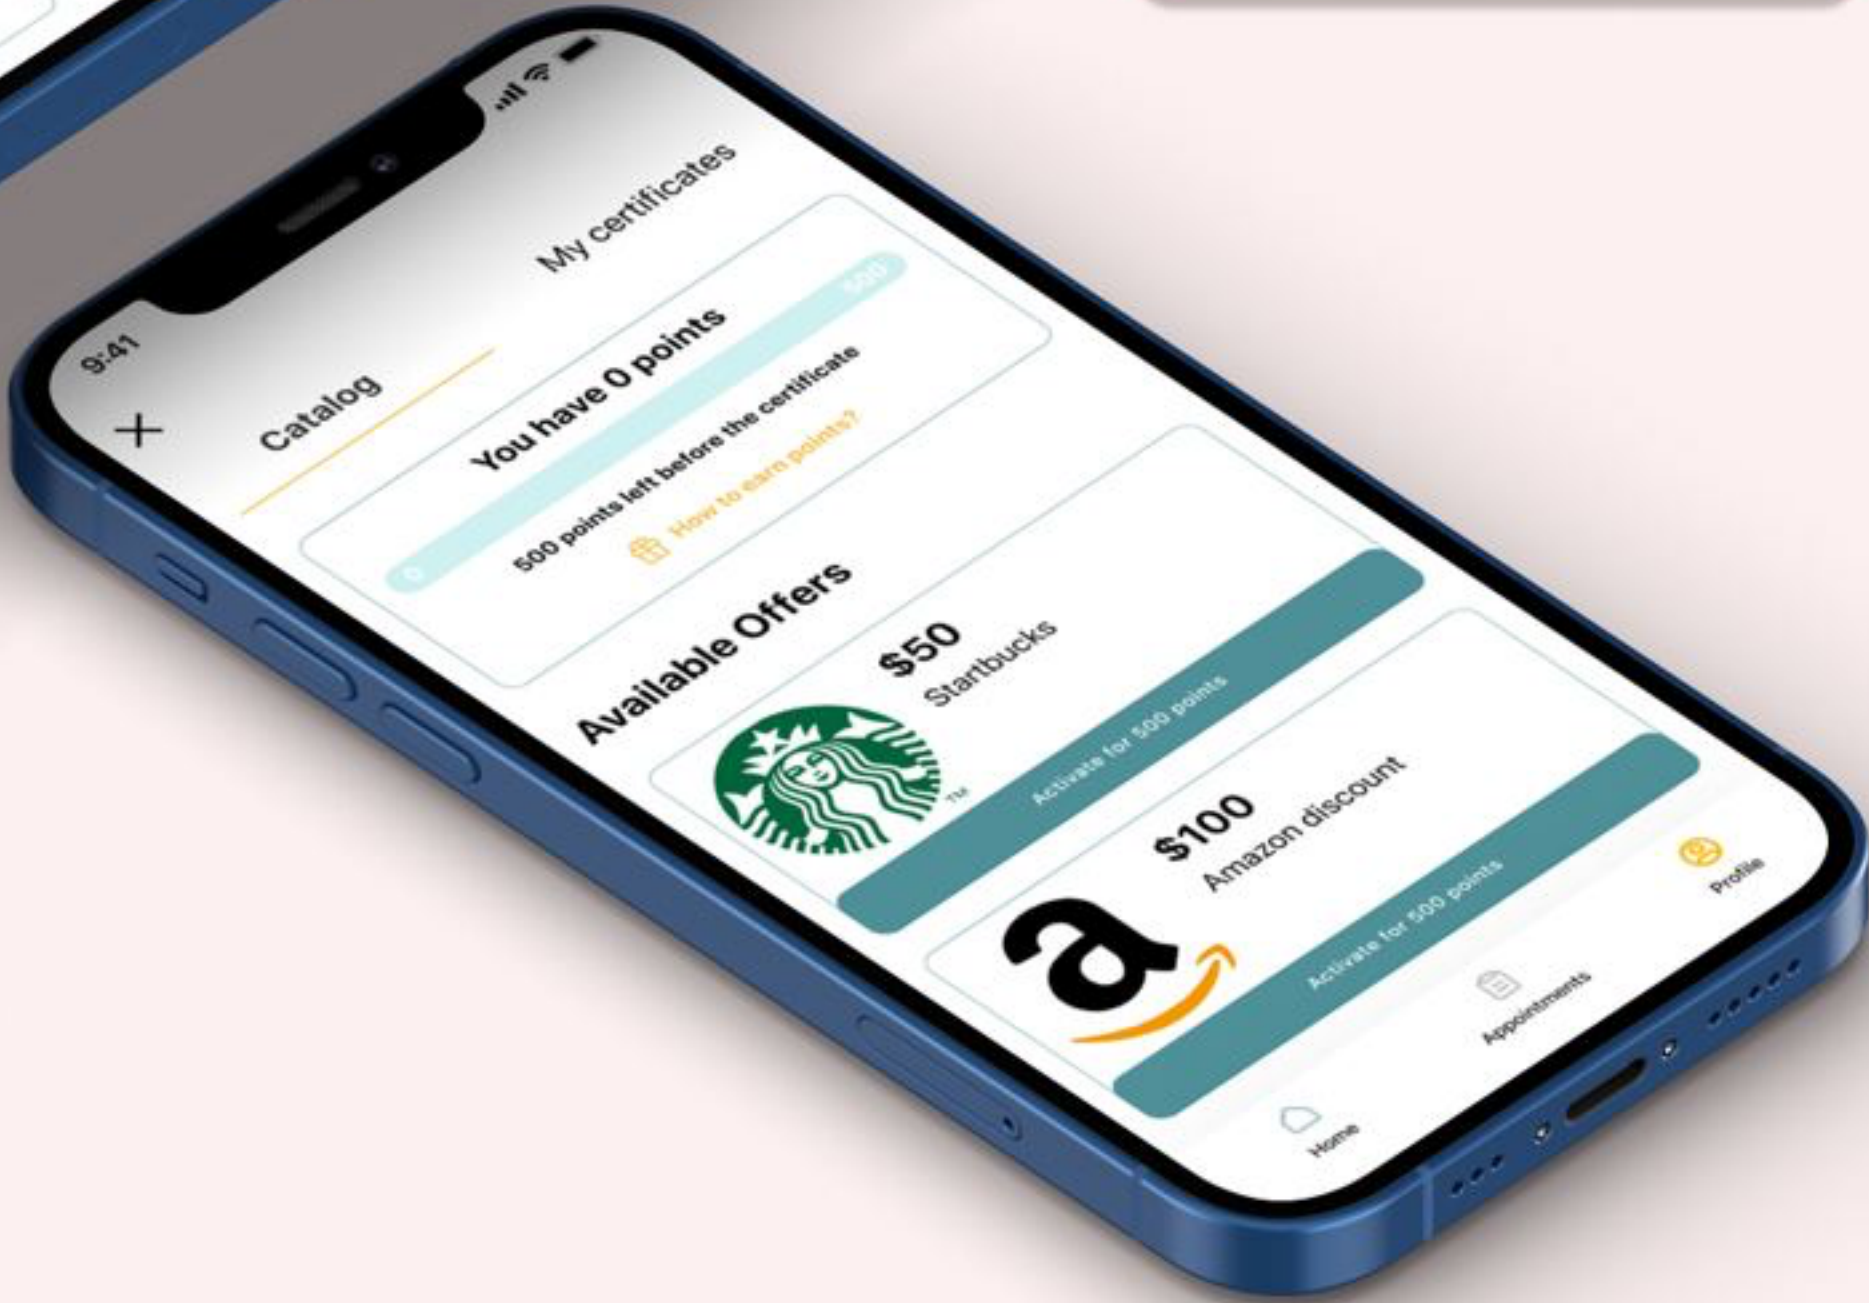 9:41
Catalog
My certificates
You have 0 points
0
500
500 points left before the certificate
How to earn points?
Available Offers
$50
Startbucks
TM
Activate for 500 points
$100
Amazon discount
a
Activate for 500 points
Home
Appointments
Profile